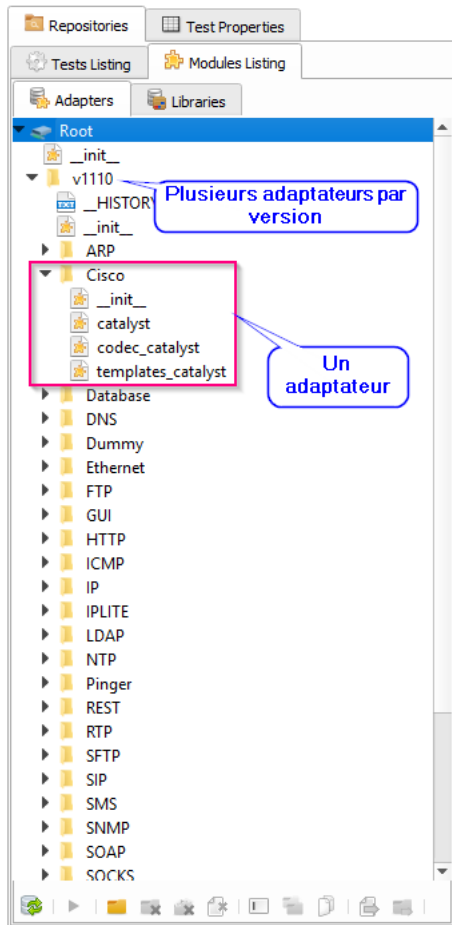 Repositories
Test Properties
Tests Listing
Modules Listing
Adapters
Libraries
Root
__init__
v1110
Plusieurs adaptateurs par
version
TXT
__HISTORY
__init__
ARP
Cisco
__init__
catalyst
codec_catalyst
templates_catalyst
Un
adaptateur
Database
DNS
Dummy
Ethernet
FTP
GUI
HTTP
ICMP
IP
IPLITE
LDAP
NTP
Pinger
REST
RTP
SFTP
SIP
SMS
SNMP
SOAP
SOCKS